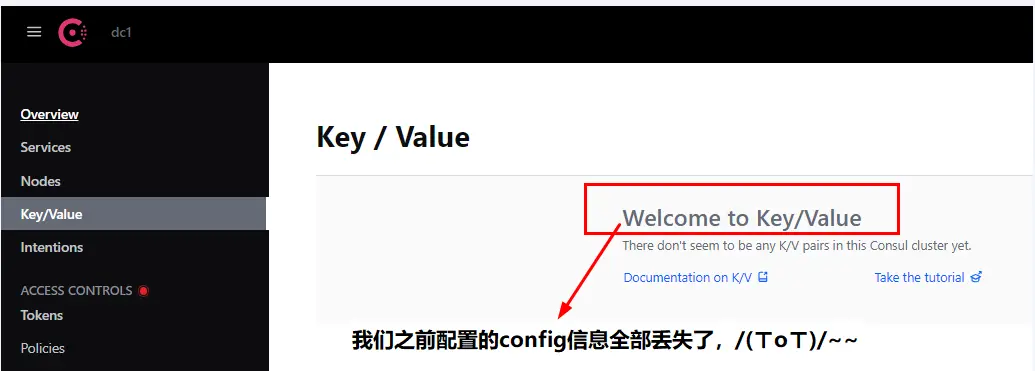 dc1
Overview
Services
Nodes
Key/Value
Intentions
ACCESS CONTROLS
Tokens
Policies
Key / Value
Welcome to Key/Value
There don't seem to be any K/V pairs in this Consul cluster yet.
Documentation on K/V
Take the tutorial
我们之前配置的config信息全部丢失了，/(ㄒoㄒ)/~~